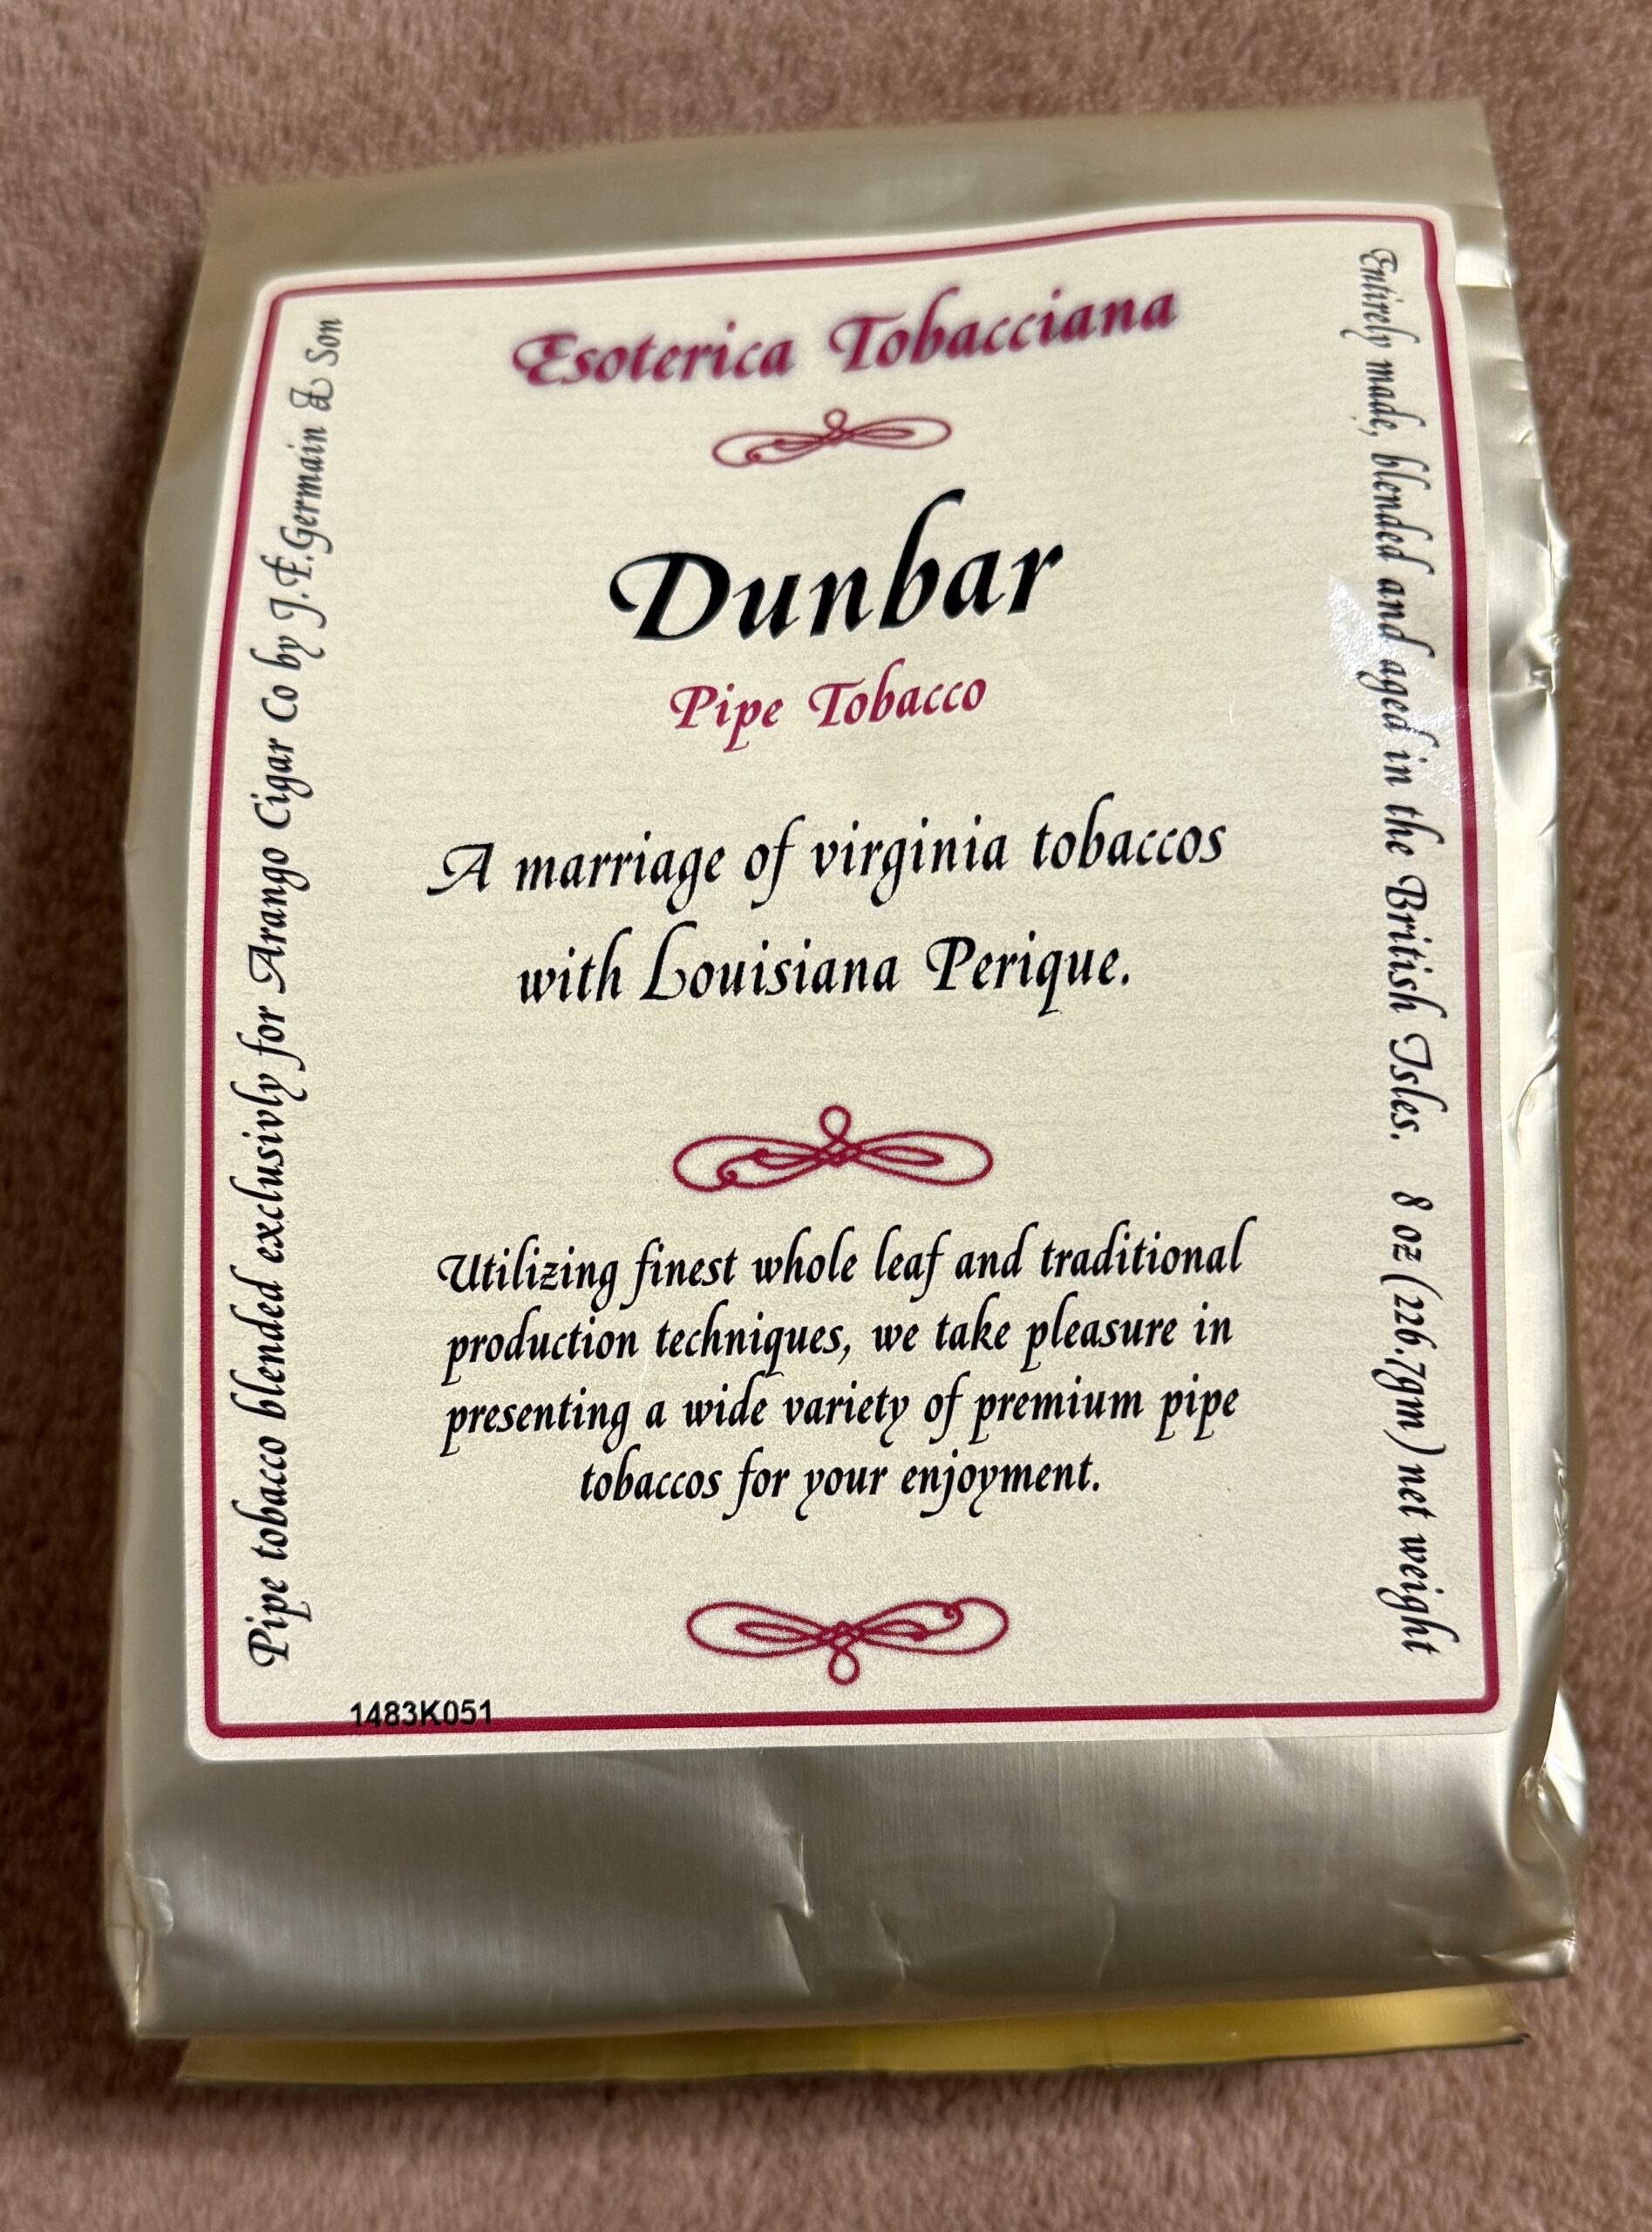 Esoterica Tobacciana
Dunbar
Pipe Tobacco
A marriage of virginia tobaccos
with Louisiana Perique.
Utilizing finest whole leaf and traditional
production techniques, we take pleasure in
presenting a wide variety of premium pipe
tobaccos for your enjoyment.
Pipe tobacco blended exclusivly for Arango Cigar Co by J.F.Germain & Son
Entirely made, blended and aged in the British Isles. 8 oz (226.7gm) net weight
1483K051